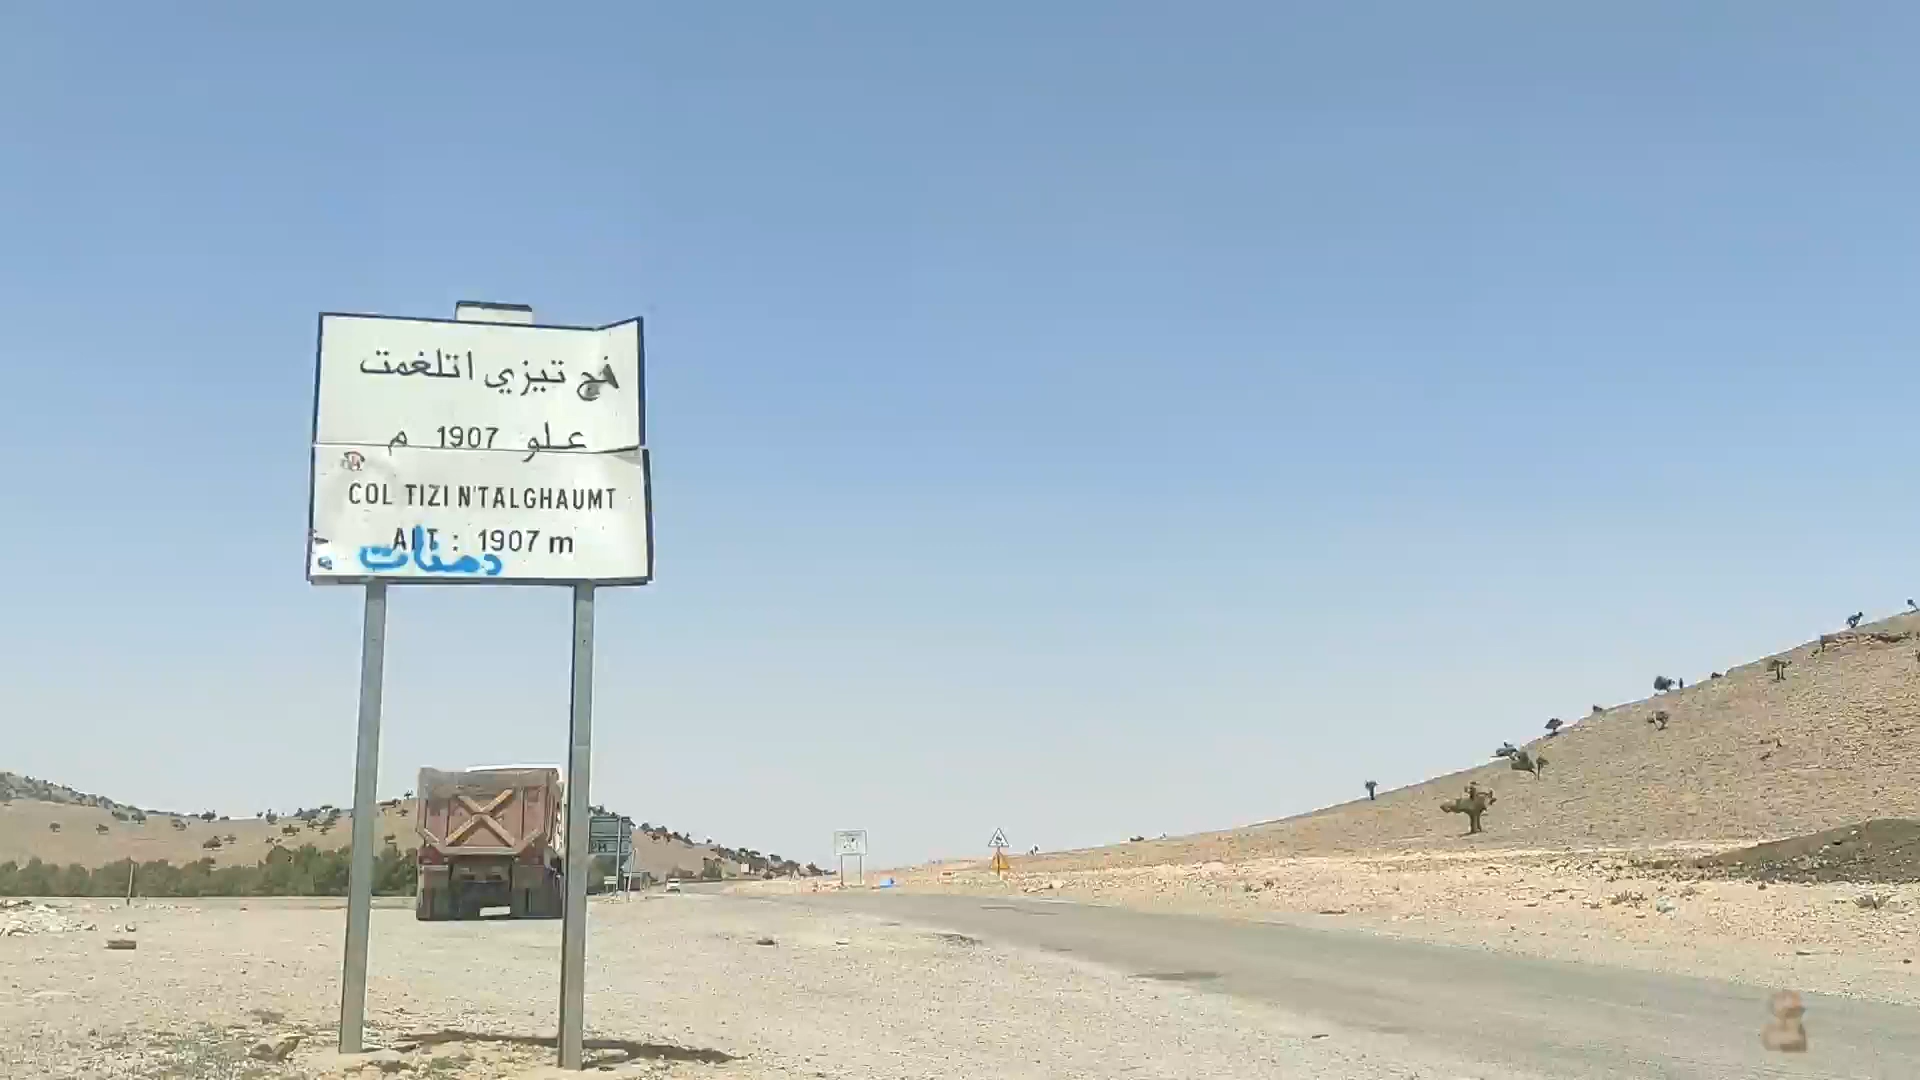 فج تيزي اتلغمت
علو 1907 م
COL TIZI N'TALGHAUMT
ALT : 1907 m
دمنات